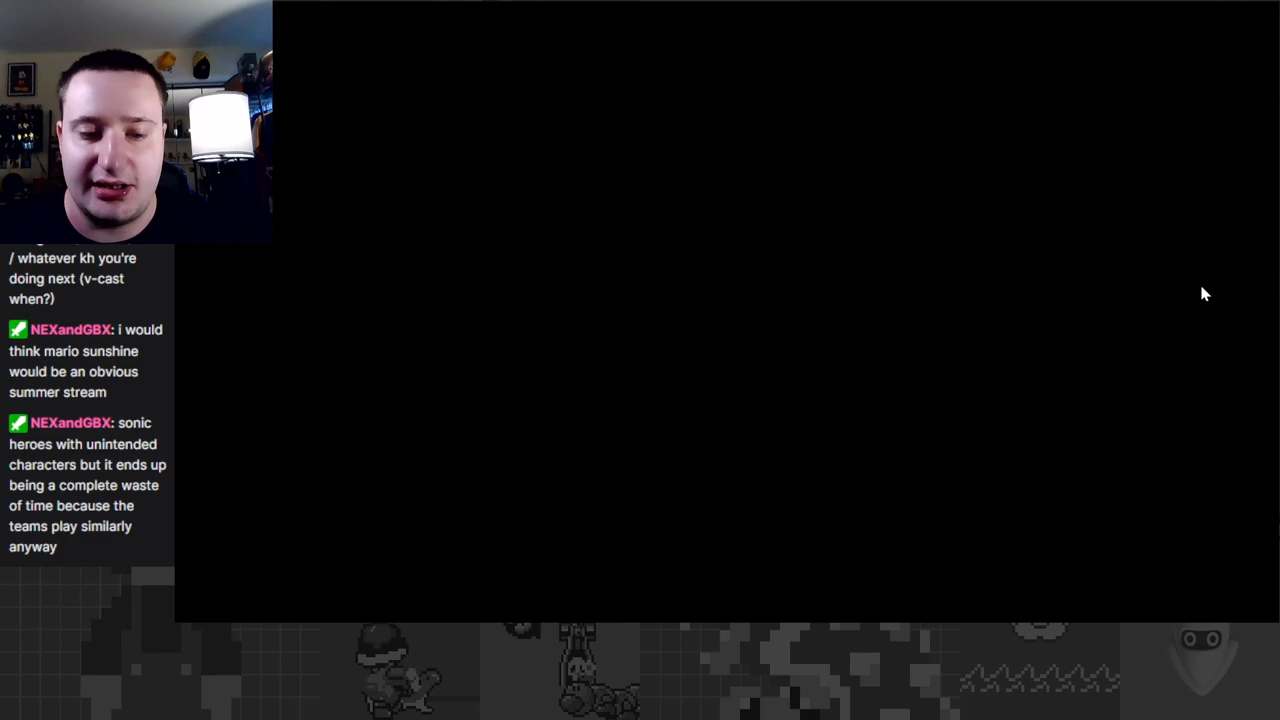 / whatever kh you're
doing next (v-cast
when?)
NEXandGBX: i would
think mario sunshine
would be an obvious
summer stream
NEXandGBX: sonic
heroes with unintended
characters but it ends up
being a complete waste
of time because the
teams play similarly
anyway